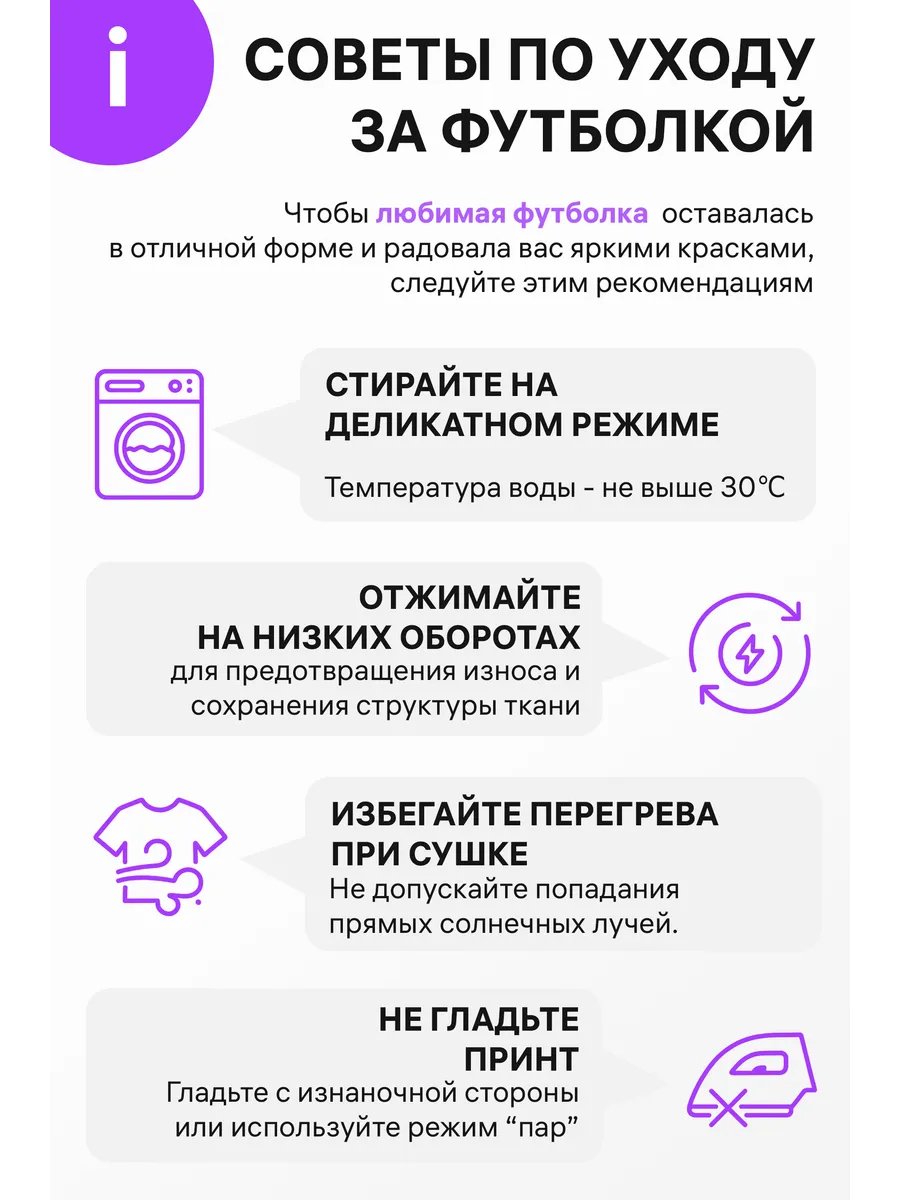 i
СОВЕТЫ ПО УХОДУ
ЗА ФУТБОЛКОЙ
Чтобы любимая футболка оставалась
в отличной форме и радовала вас яркими красками,
следуйте этим рекомендациям
СТИРАЙТЕ НА
ДЕЛИКАТНОМ РЕЖИМЕ
Температура воды - не выше 30℃
ОТЖИМАЙТЕ
НА НИЗКИХ ОБОРОТАХ
для предотвращения износа и
сохранения структуры ткани
ИЗБЕГАЙТЕ ПЕРЕГРЕВА
ПРИ СУШКЕ
Не допускайте попадания
прямых солнечных лучей.
НЕ ГЛАДЬТЕ
ПРИНТ
Гладьте с изнаночной стороны
или используйте режим “пар”